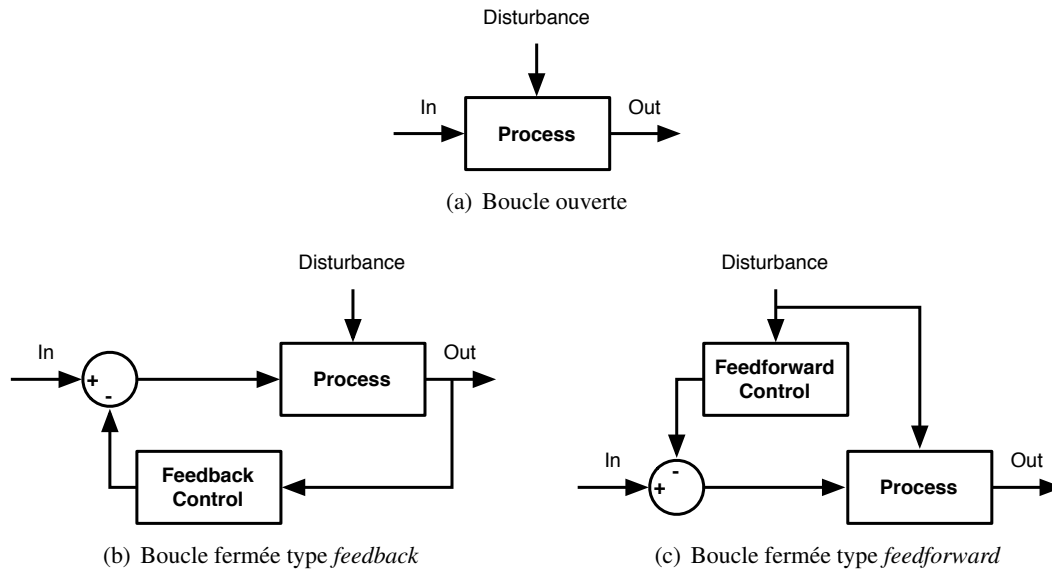 Disturbance
In
Out
Process
(a) Boucle ouverte
Disturbance
In
Out
+
-
Process
Feedback
Control
(b) Boucle fermée type feedback
Disturbance
Feedforward
Control
In
Out
-
+
Process
(c) Boucle fermée type feedforward